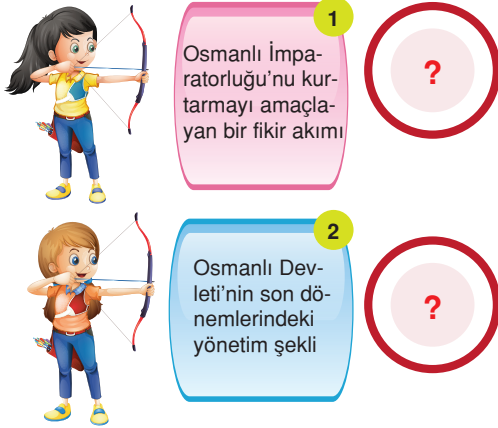 1
Osmanlı İmpa-
ratorluğu'nu kur-
tarmayı amaçla-
yan bir fikir akımı
?
2
Osmanlı Dev-
leti'nin son dö-
nemlerindeki
yönetim şekli
?